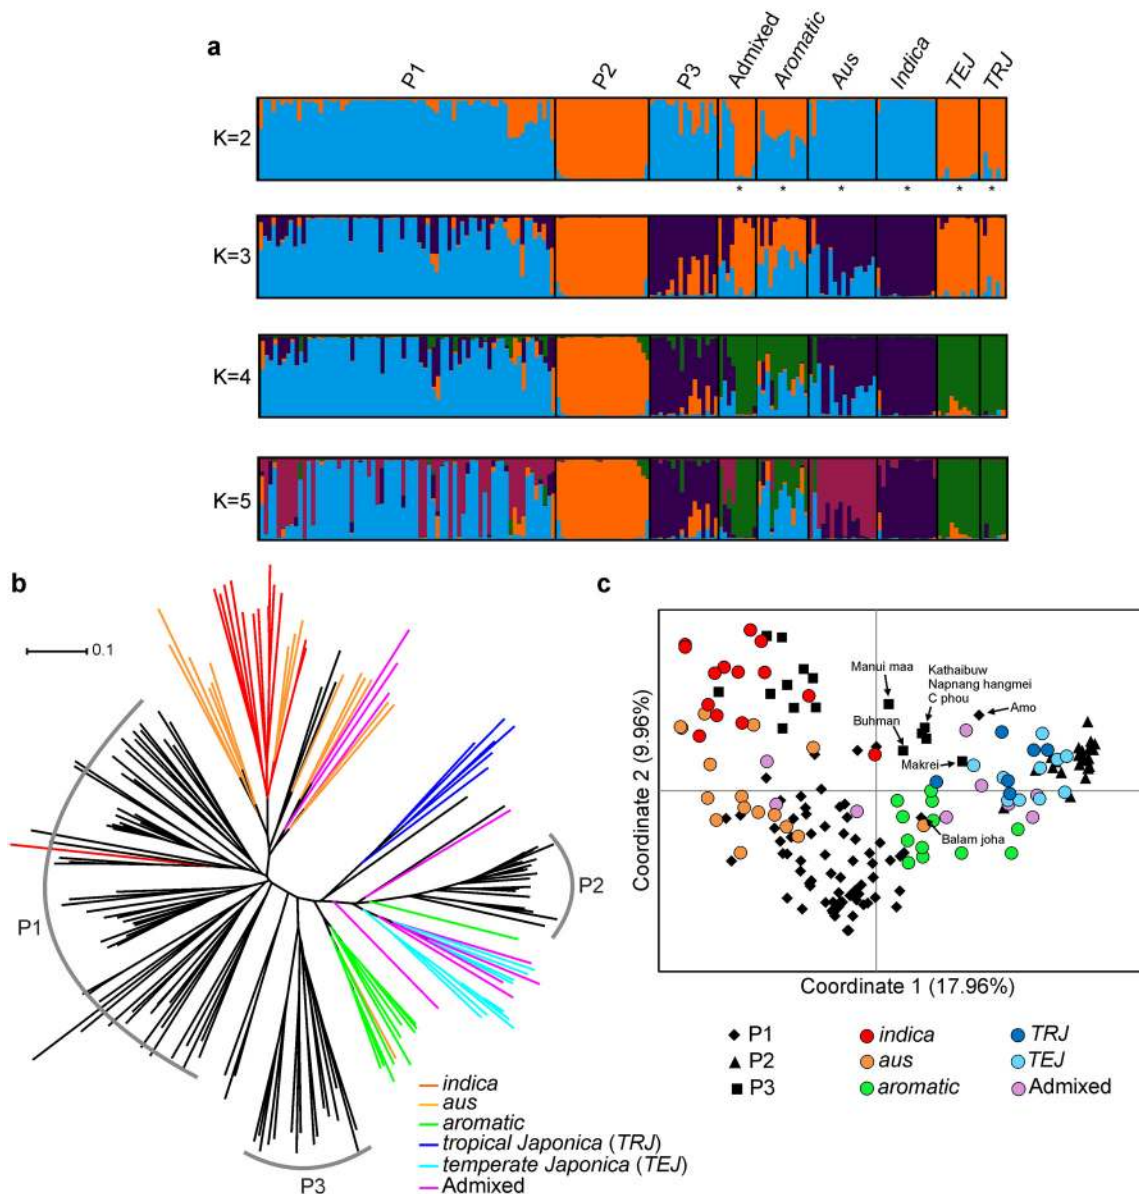 a
P1
P2
P3
Admixed
Aromatic
Aus
Indica
TEJ
TRJ
K=2
* * * * * *
K=3
K=4
K=5
b
0.1
P1
P2
P3
indica
aus
aromatic
tropical Japonica (TRJ)
temperate Japonica (TEJ)
Admixed
c
Manui maa
Kathaibuw
Napnang hangmei
C phou
Amo
Buhman
Makrei
Balam joha
Coordinate 2 (9.96%)
Coordinate 1 (17.96%)
P1
indica
TRJ
P2
aus
TEJ
P3
aromatic
Admixed